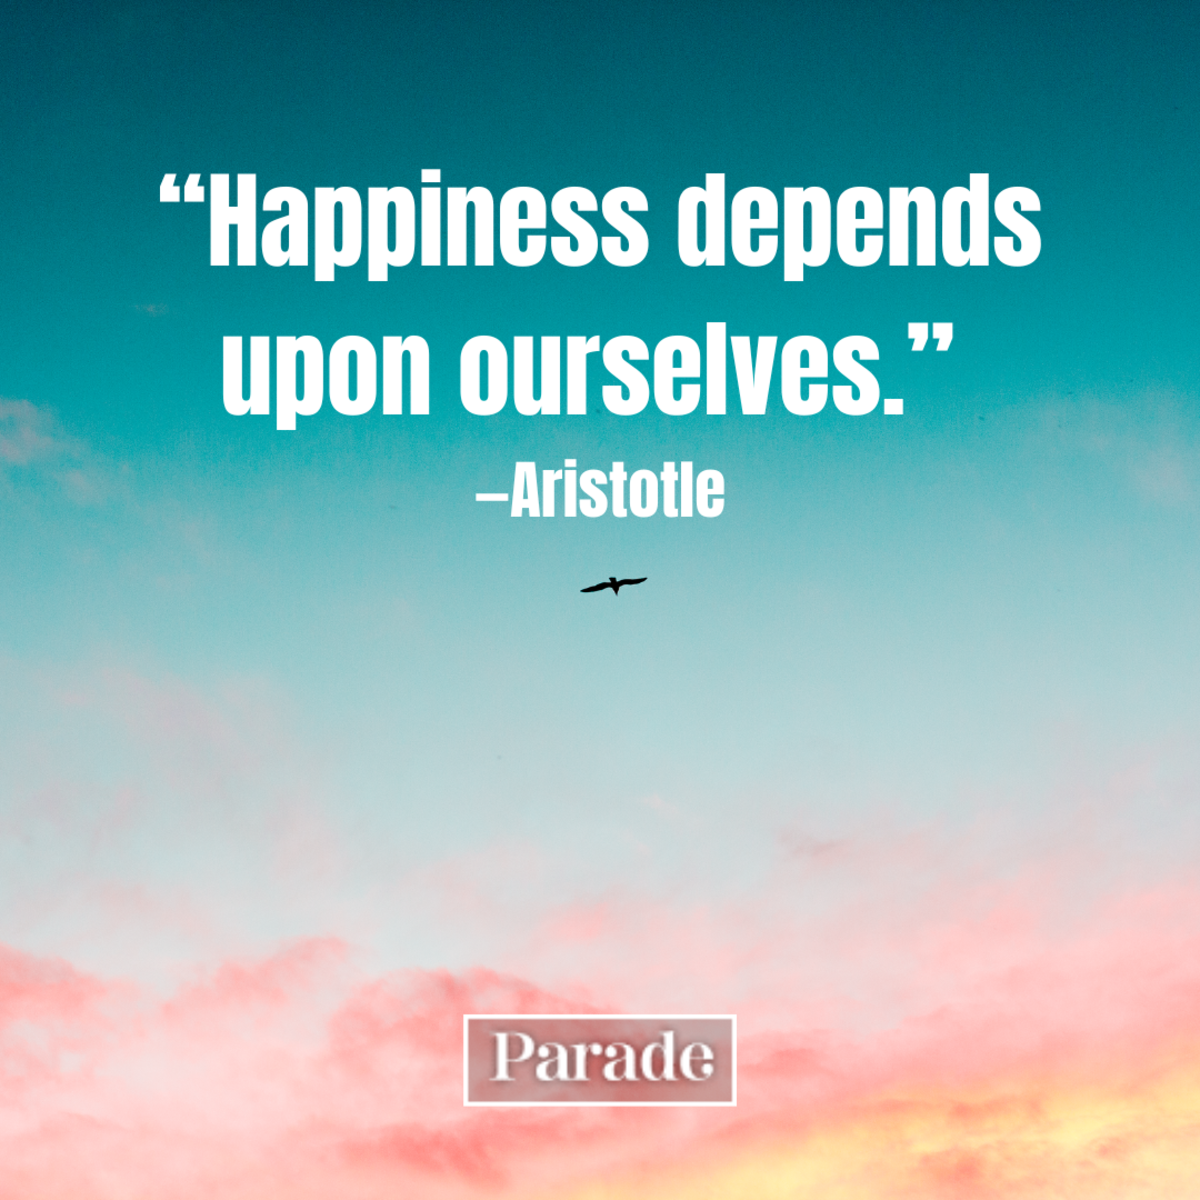 “Happiness depends
upon ourselves.”
–Aristotle
Parade